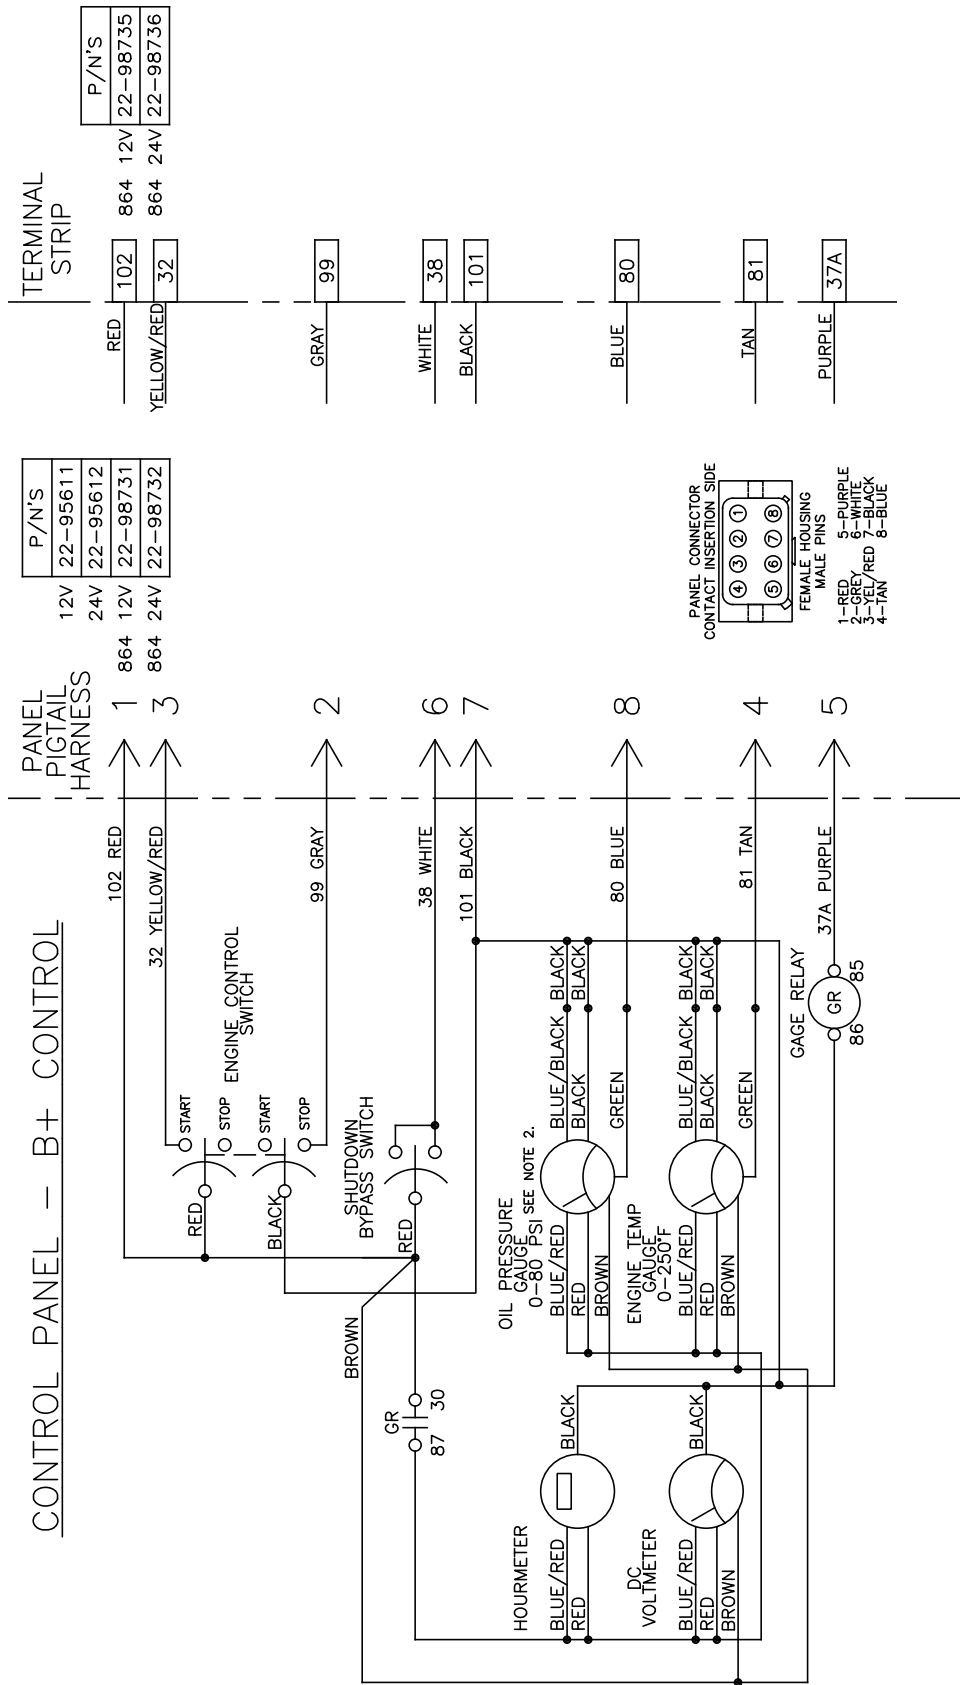 CONTROL PANEL - B+ CONTROL
PANEL
PIGTAIL
HARNESS
TERMINAL
STRIP
P/N'S
12V 22-95611
24V 22-95612
864 12V 22-98731
864 24V 22-98732
P/N'S
864 12V 22-98735
864 24V 22-98736
102 RED
1
RED
102
32 YELLOW/RED
3
YELLOW/RED
32
START
STOP
START
STOP
ENGINE CONTROL
SWITCH
RED
BLACK
99 GRAY
2
GRAY
99
SHUTDOWN
BYPASS SWITCH
RED
38 WHITE
6
WHITE
38
101 BLACK
7
BLACK
101
BROWN
GR
87
30
OIL PRESSURE
GAUGE
0-80 PSI SEE NOTE 2.
BLUE/RED
RED
BROWN
BLUE/BLACK
BLACK
BLACK
BLACK
GREEN
80 BLUE
8
BLUE
80
ENGINE TEMP
GAUGE
0-250°F
BLUE/RED
RED
BROWN
BLUE/BLACK
BLACK
BLACK
BLACK
GREEN
81 TAN
4
TAN
81
HOURMETER
BLUE/RED
RED
BLACK
DC
VOLTMETER
BLUE/RED
RED
BROWN
BLACK
GAGE RELAY
86
GR
85
37A PURPLE
5
PURPLE
37A
PANEL CONNECTOR
CONTACT INSERTION SIDE
4 3 2 1
5 6 7 8
FEMALE HOUSING
MALE PINS
1-RED 5-PURPLE
2-GREY 6-WHITE
3-YEL/RED 7-BLACK
4-TAN 8-BLUE